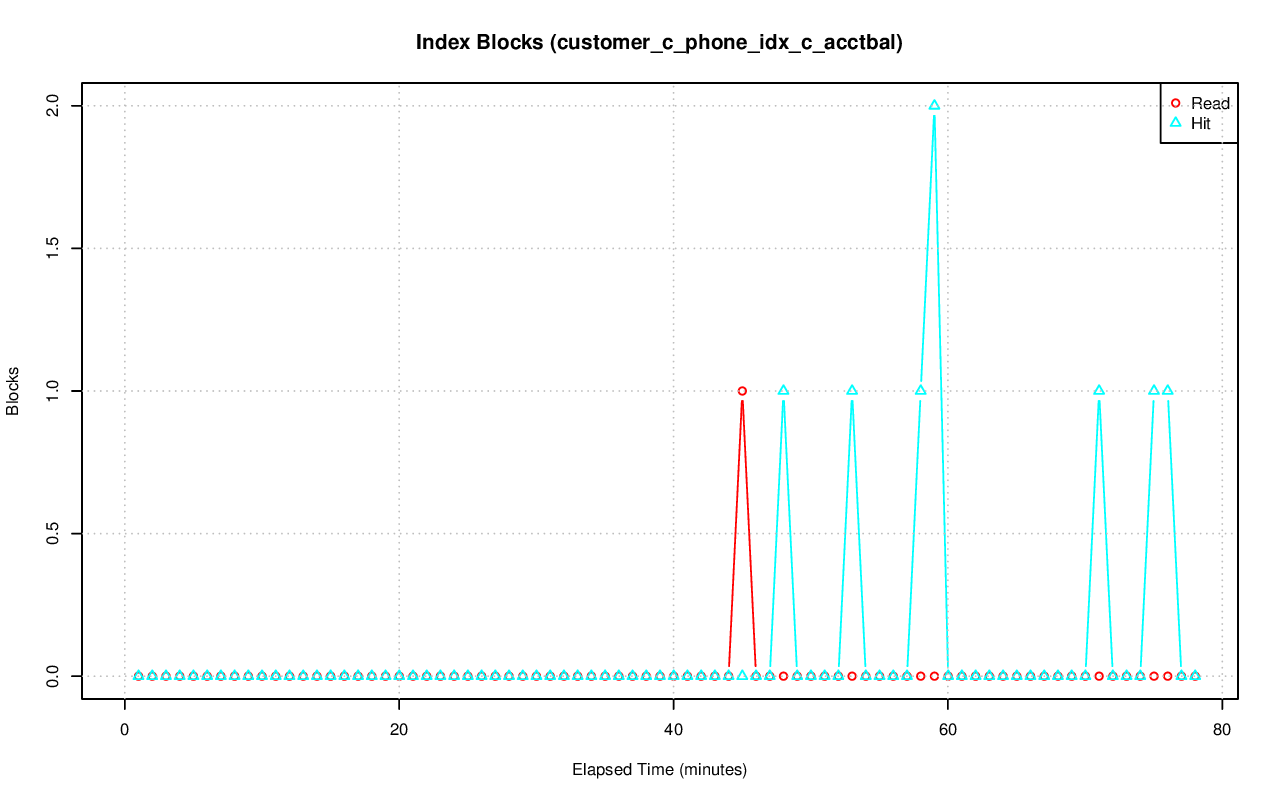 Index Blocks (customer_c_phone_idx_c_acctbal)
Read
Hit
Blocks
2.0
1.5
1.0
0.5
0.0
0 20 40 60 80
Elapsed Time (minutes)